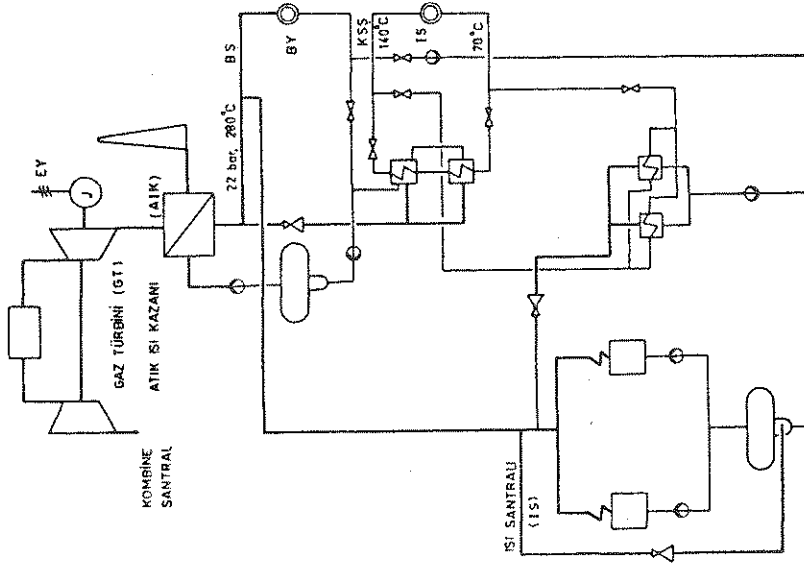 EY
J
GAZ TÜRBİNİ (GT)
(AIK)
ATIK ISI KAZANI
KOMBİNE
SANTRAL
22 bar, 280°C
BS
BY
KSS
140°C
IS
70°C
ISI SANTRALI
(IS)